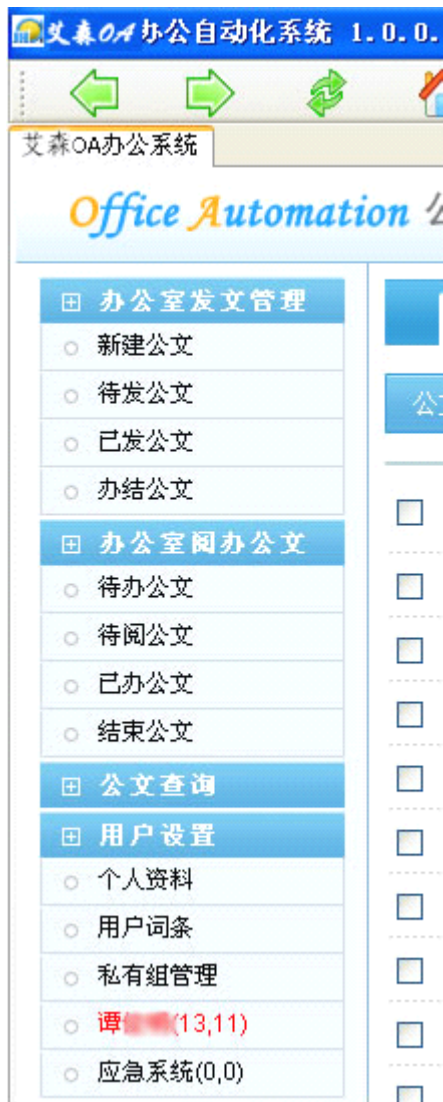 艾森OA办公自动化系统 1.0.0.
艾森OA办公系统
Office Automation 公
办公室发文管理
新建公文
待发公文
已发公文
办结公文
办公室阅办公文
待办公文
待阅公文
已办公文
结束公文
公文查询
用户设置
个人资料
用户词条
私有组管理
谭(13,11)
应急系统(0,0)
公